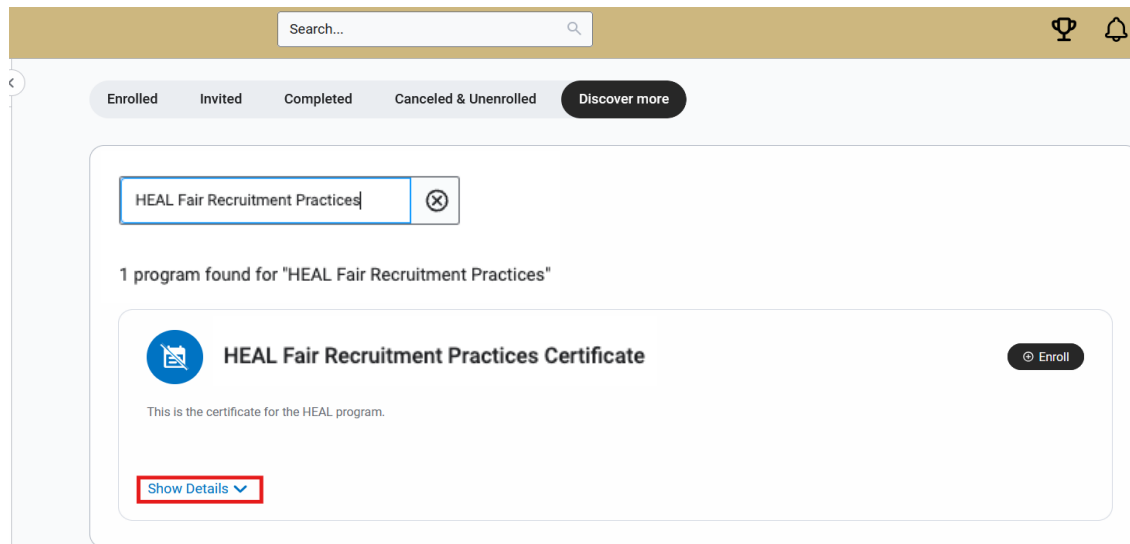 Search...
Enrolled Invited Completed Canceled & Unenrolled Discover more
HEAL Fair Recruitment Practices
1 program found for "HEAL Fair Recruitment Practices"
HEAL Fair Recruitment Practices Certificate
Enroll
This is the certificate for the HEAL program.
Show Details